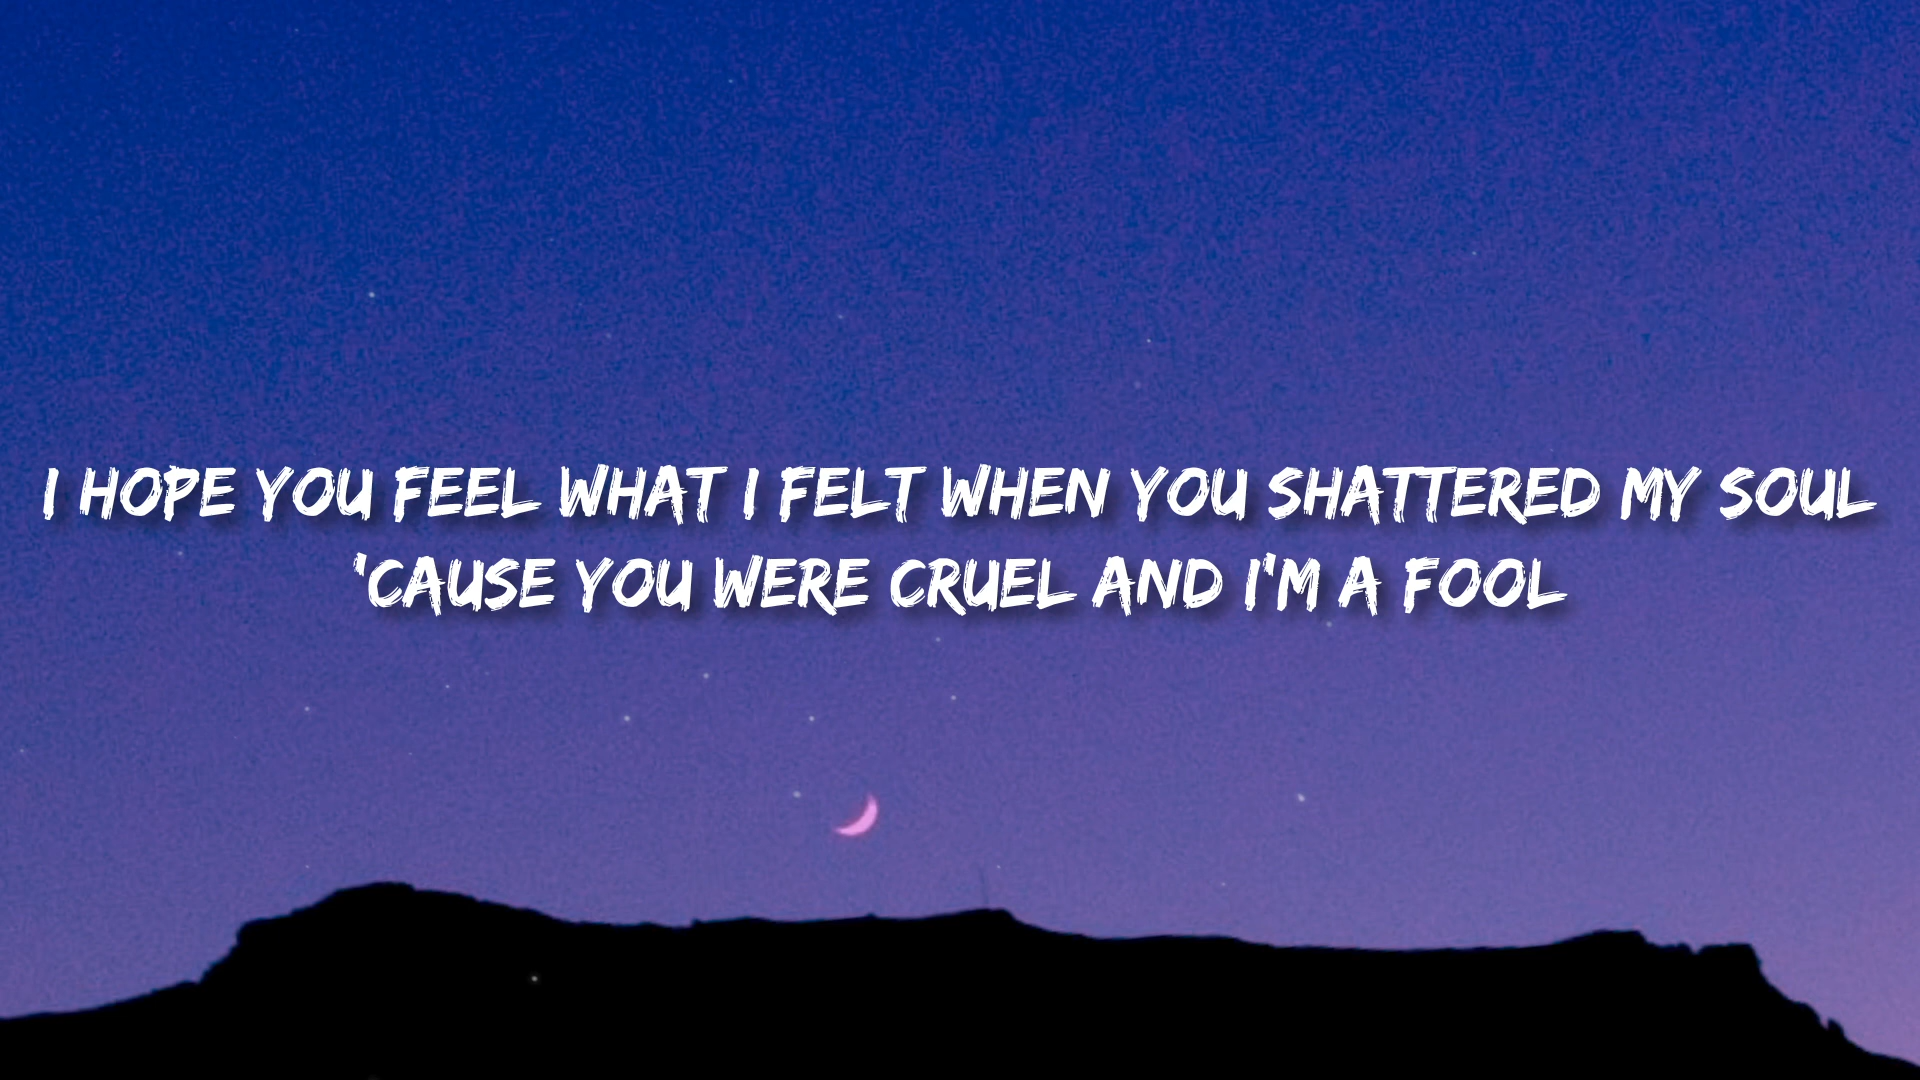 I HOPE YOU FEEL WHAT I FELT WHEN YOU SHATTERED MY SOUL
'CAUSE YOU WERE CRUEL AND I'M A FOOL